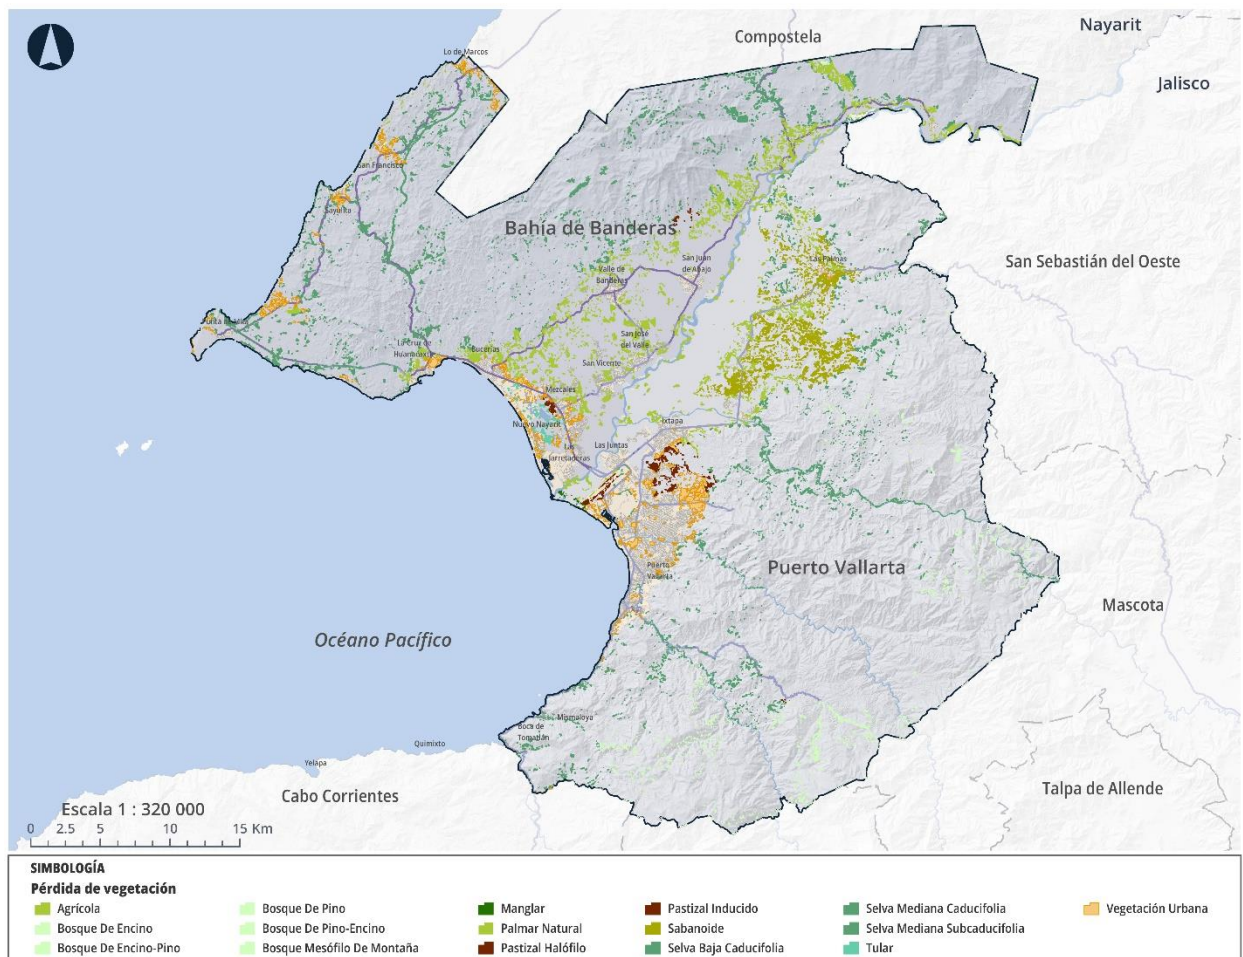 Nayarit
Compostela
Lo de Marcos
Jalisco
San Francisco
Sayulita
Bahía de Banderas
San Juan
de Abajo
Las Palmas
San Sebastián del Oeste
Valle de
Banderas
Punta de Mita
San José
del Valle
La Cruz de
Huanacaxtle
Bucerías
San Vicente
Mezcales
Nuevo Nayarit
Ixtapa
Las Juntas
Las
Jarretaderas
Puerto
Vallarta
Puerto Vallarta
Mascota
Océano Pacífico
Mismaloya
Boca de
Tomatlán
Quimixto
Yelapa
Cabo Corrientes
Talpa de Allende
Escala 1 : 320 000
0 2.5 5 10 15 Km
SIMBOLOGÍA
Pérdida de vegetación
Agrícola
Bosque De Encino
Bosque De Encino-Pino
Bosque De Pino
Bosque De Pino-Encino
Bosque Mesófilo De Montaña
Manglar
Palmar Natural
Pastizal Halófilo
Pastizal Inducido
Sabanoide
Selva Baja Caducifolia
Selva Mediana Caducifolia
Selva Mediana Subcaducifolia
Tular
Vegetación Urbana